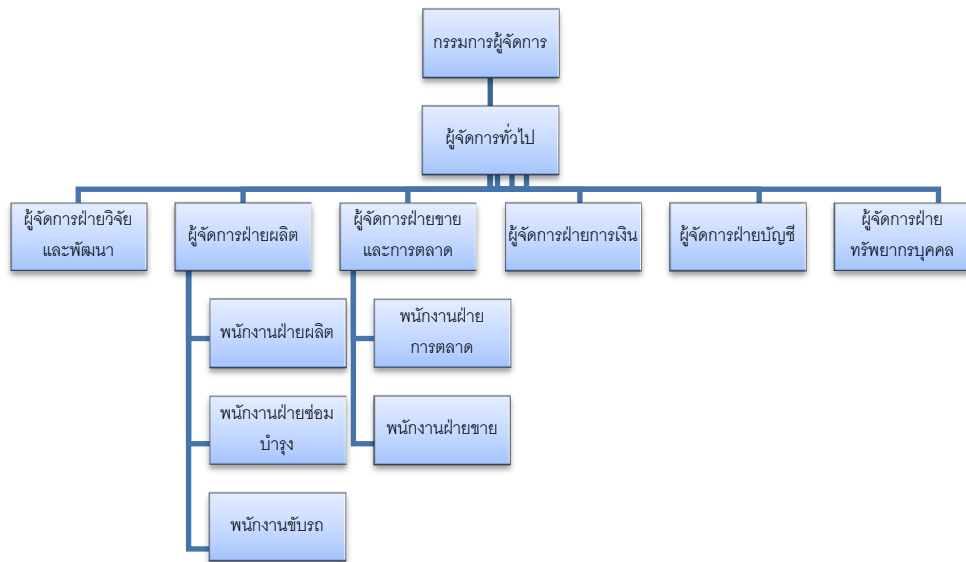 กรรมการผู้จัดการ
ผู้จัดการทั่วไป
ผู้จัดการฝ่ายวิจัย
และพัฒนา
ผู้จัดการฝ่ายผลิต
ผู้จัดการฝ่ายขาย
และการตลาด
ผู้จัดการฝ่ายการเงิน
ผู้จัดการฝ่ายบัญชี
ผู้จัดการฝ่าย
ทรัพยากรบุคคล
พนักงานฝ่ายผลิต
พนักงานฝ่ายซ่อม
บำรุง
พนักงานขับรถ
พนักงานฝ่าย
การตลาด
พนักงานฝ่ายขาย